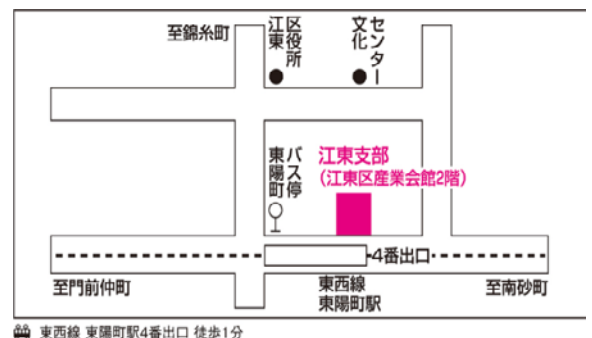 至錦糸町
江東区役所
文化センター
バス停
東陽町
江東支部
(江東区産業会館2階)
4番出口
至門前仲町
東西線
東陽町駅
至南砂町
東西線 東陽町駅4番出口 徒歩1分